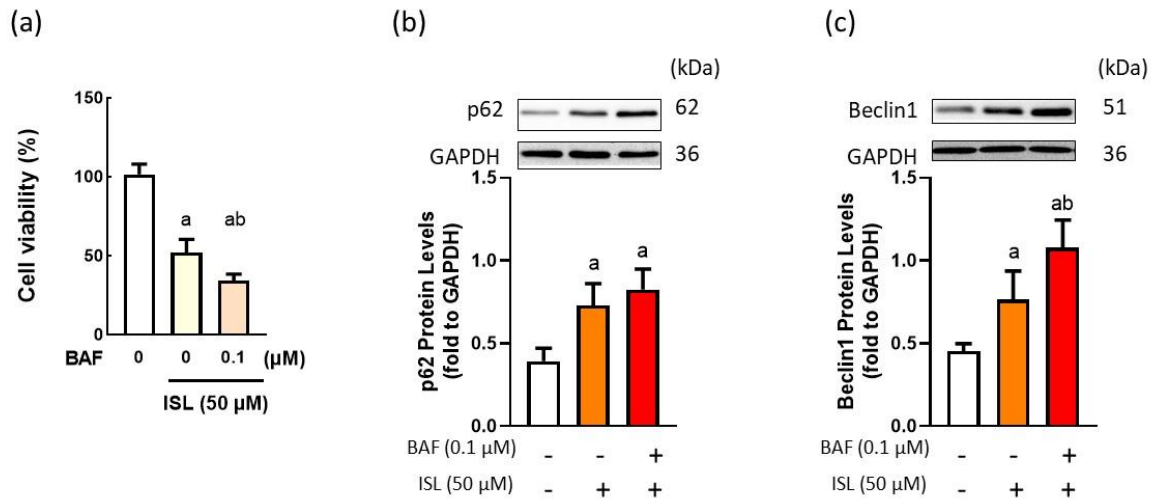 (a)
150
100
50
0
Cell viability (%)
a
ab
BAF 0 0 0.1 (μM)
ISL (50 μM)
(b)
(kDa)
p62 62
GAPDH 36
1.5
1.0
0.5
0.0
p62 Protein Levels
(fold to GAPDH)
a
a
BAF (0.1 μM) - - +
ISL (50 μM) - + +
(c)
(kDa)
Beclin1 51
GAPDH 36
1.5
1.0
0.5
0.0
Beclin1 Protein Levels
(fold to GAPDH)
a
ab
BAF (0.1 μM) - - +
ISL (50 μM) - + +